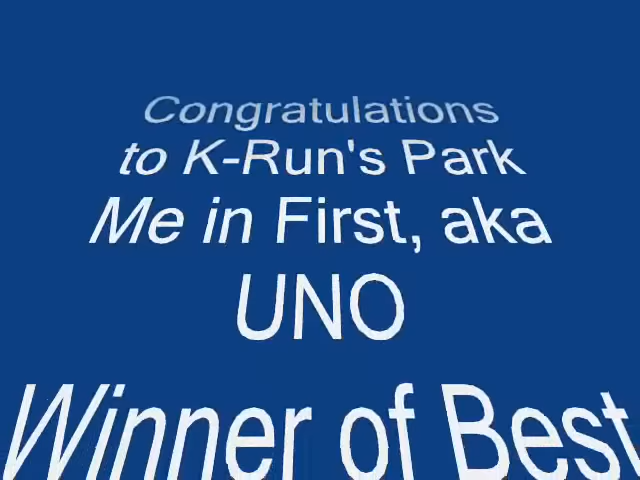 Congratulations
to K-Run's Park
Me in First, aka
UNO
Winner of Best